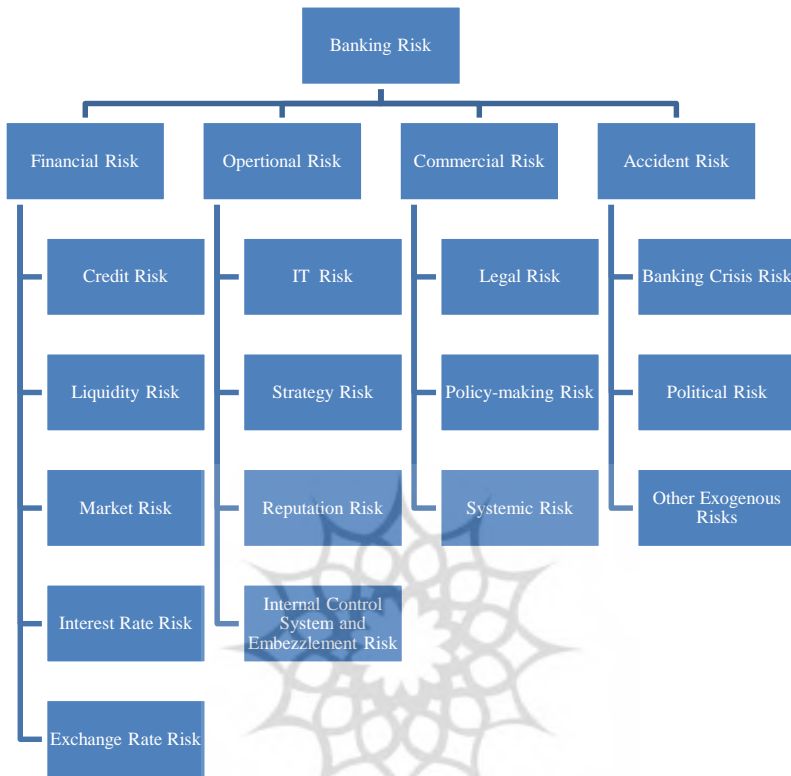 Banking Risk
Financial Risk
Opertional Risk
Commercial Risk
Accident Risk
Credit Risk
IT Risk
Legal Risk
Banking Crisis Risk
Liquidity Risk
Strategy Risk
Policy-making Risk
Political Risk
Market Risk
Reputation Risk
Systemic Risk
Other Exogenous
Risks
Interest Rate Risk
Internal Control
System and
Embezzlement Risk
Exchange Rate Risk